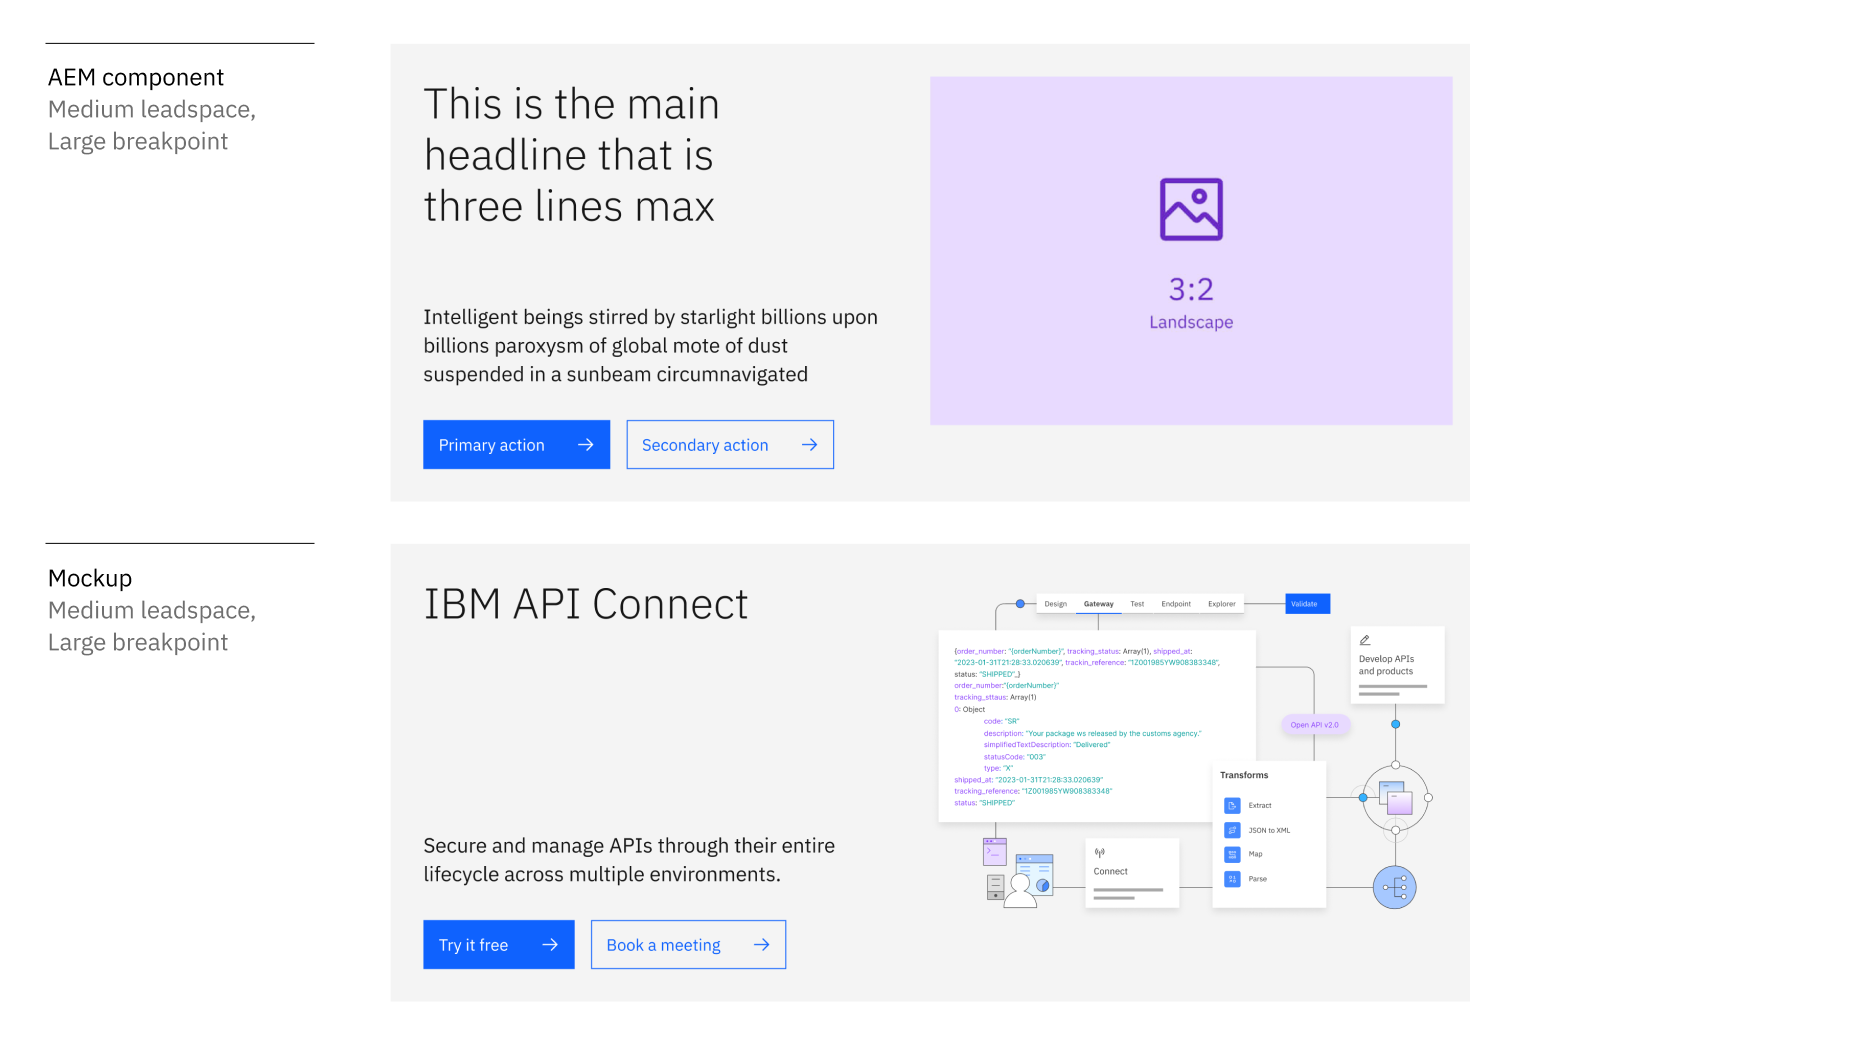 AEM component
Medium leadspace,
Large breakpoint
This is the main
headline that is
three lines max
Intelligent beings stirred by starlight billions upon
billions paroxysm of global mote of dust
suspended in a sunbeam circumnavigated
Primary action
Secondary action
3:2
Landscape
Mockup
Medium leadspace,
Large breakpoint
IBM API Connect
Secure and manage APIs through their entire
lifecycle across multiple environments.
Try it free
Book a meeting
Design Gateway Test Endpoint Explorer
Validate
{order_number: "{orderNumber}", tracking_status: Array(1), shipped_at:
"2023-01-31T21:28:33.020639", trackin_reference: "1Z001985YW908383348",
status: "SHIPPED"_}
order_number:"{orderNumber}"
tracking_sttaus: Array(1)
0: Object
code: "SR"
description: "Your package ws released by the customs agency."
simplifiedTextDescription: "Delivered"
statusCode: "003"
type: "X"
shipped_at: "2023-01-31T21:28:33.020639"
tracking_reference: "1Z001985YW908383348"
status: "SHIPPED"
Develop APIs
and products
Open API v2.0
Transforms
Extract
JSON to XML
Map
Parse
Connect